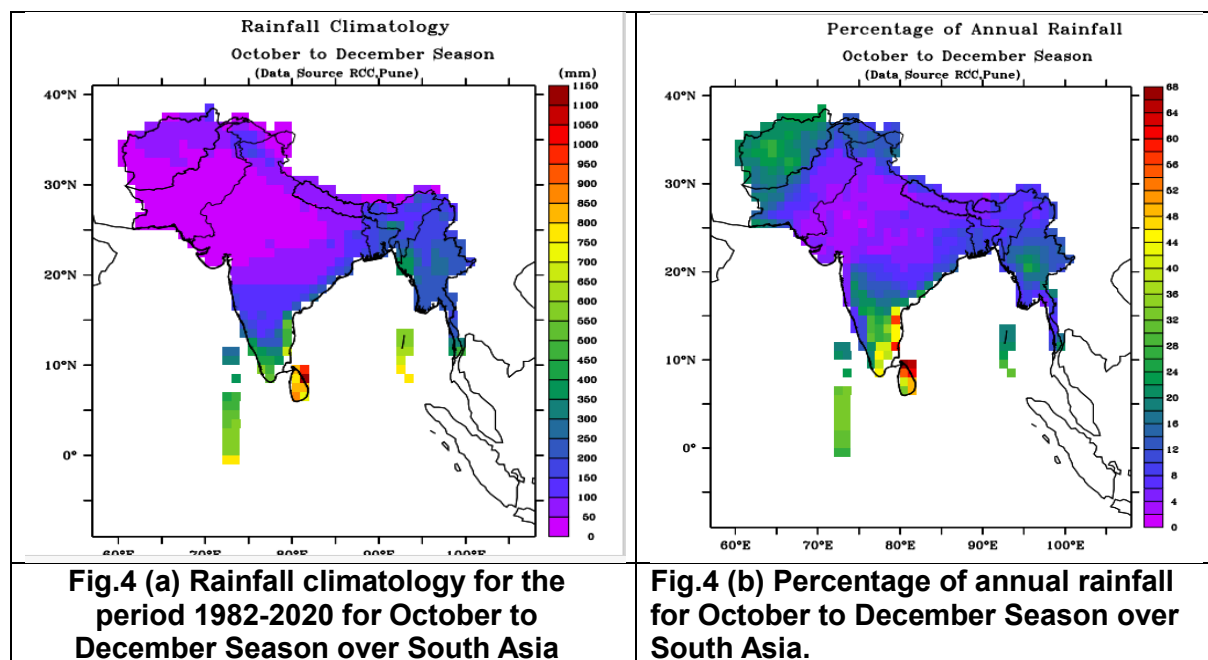 Rainfall Climatology
October to December Season
(Data Source RCC,Pune)
(mm)
40°N
30°N
20°N
10°N
0°
60°E
70°E
80°E
90°E
100°E
1150
1100
1050
1000
950
900
850
800
750
700
650
600
550
500
450
400
350
300
250
200
150
100
50
0
Percentage of Annual Rainfall
October to December Season
(Data Source RCC,Pune)
40°N
30°N
20°N
10°N
0°
60°E
70°E
80°E
90°E
100°E
68
64
60
56
52
48
44
40
36
32
28
24
20
16
12
8
4
0
Fig.4 (a) Rainfall climatology for the
period 1982-2020 for October to
December Season over South Asia
Fig.4 (b) Percentage of annual rainfall
for October to December Season over
South Asia.